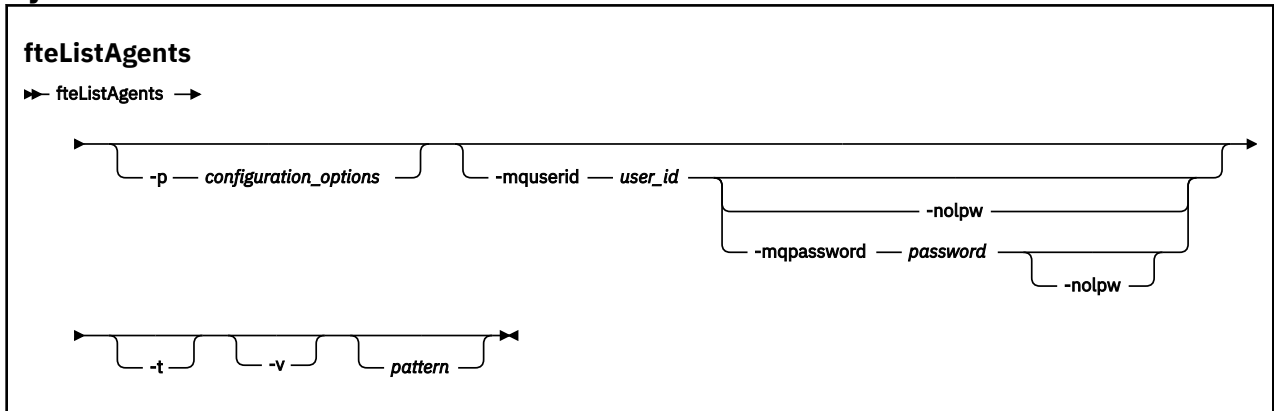 fteListAgents
fteListAgents
-p configuration_options -mquserid user_id
-nolpw
-mqpassword password
-nolpw
-t -v pattern